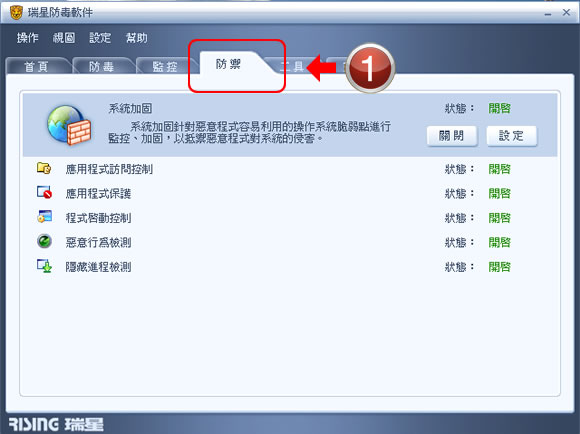 瑞星防毒軟件
操作 視圖 設定 幫助
首頁 防毒 監控 防禦 工具
1
系統加固 狀態： 開啓
系統加固針對惡意程式容易利用的操作系統脆弱點進行
監控、加固，以抵禦惡意程式對系統的侵害。
關閉 設定
應用程式訪問控制 狀態： 開啓
應用程式保護 狀態： 開啓
程式啓動控制 狀態： 開啓
惡意行爲檢測 狀態： 開啓
隱藏進程檢測 狀態： 開啓
RISING 瑞星